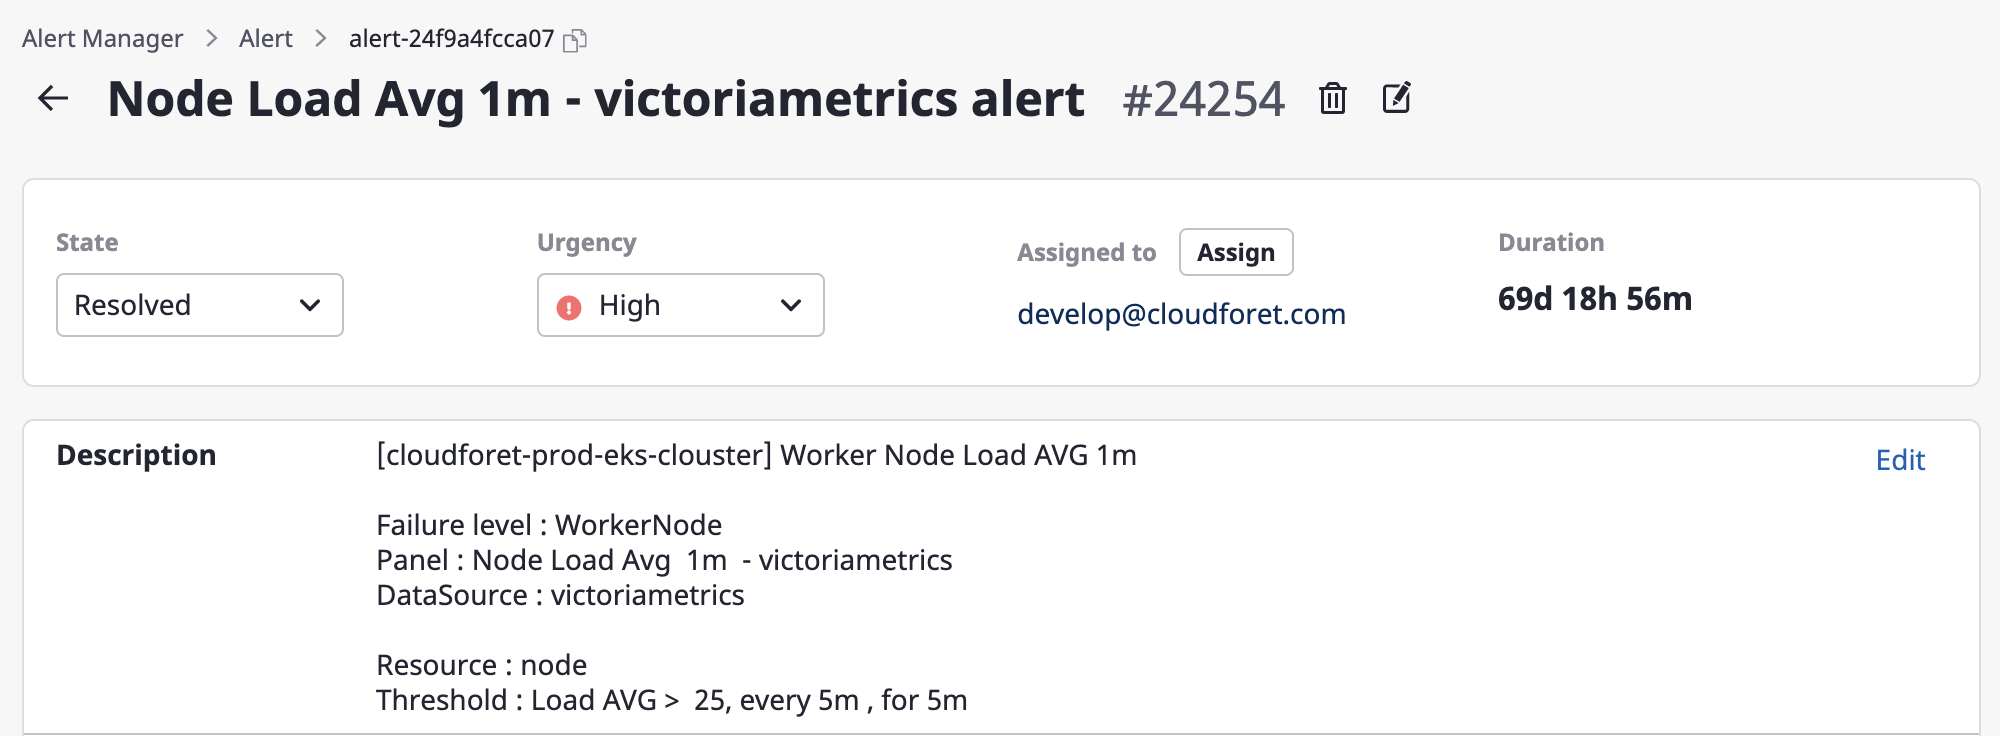 Alert Manager > Alert > alert-24f9a4fcca07
Node Load Avg 1m - victoriametrics alert #24254
State
Resolved
Urgency
High
Assigned to Assign
develop@cloudforet.com
Duration
69d 18h 56m
Description
[cloudforet-prod-eks-clouster] Worker Node Load AVG 1m
Edit
Failure level : WorkerNode
Panel : Node Load Avg  1m  - victoriametrics
DataSource : victoriametrics
Resource : node
Threshold : Load AVG >  25, every 5m , for 5m